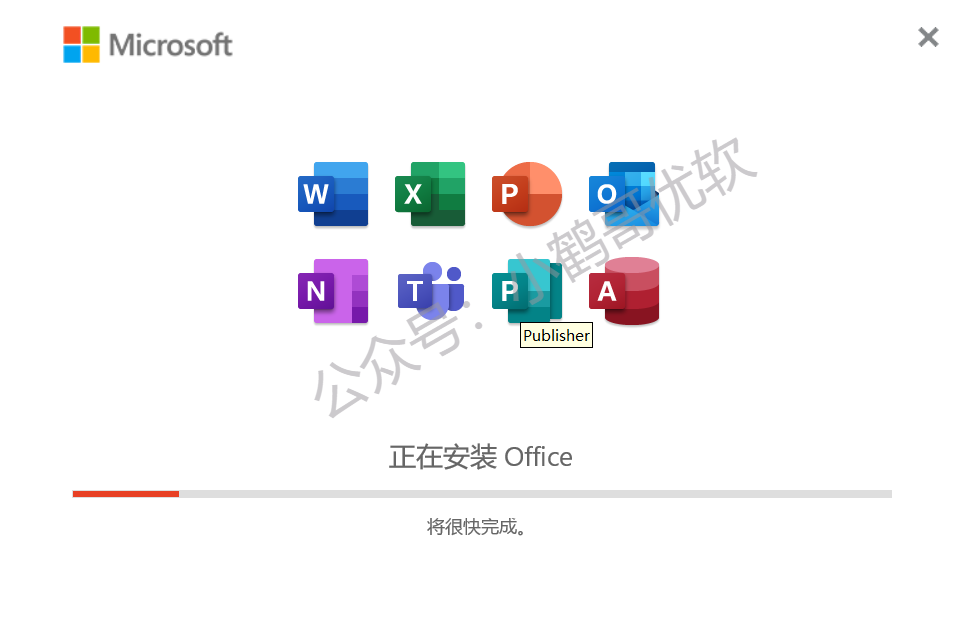 Microsoft
W X P O
N T P A
Publisher
公众号:小鹤哥优软
正在安装 Office
将很快完成。